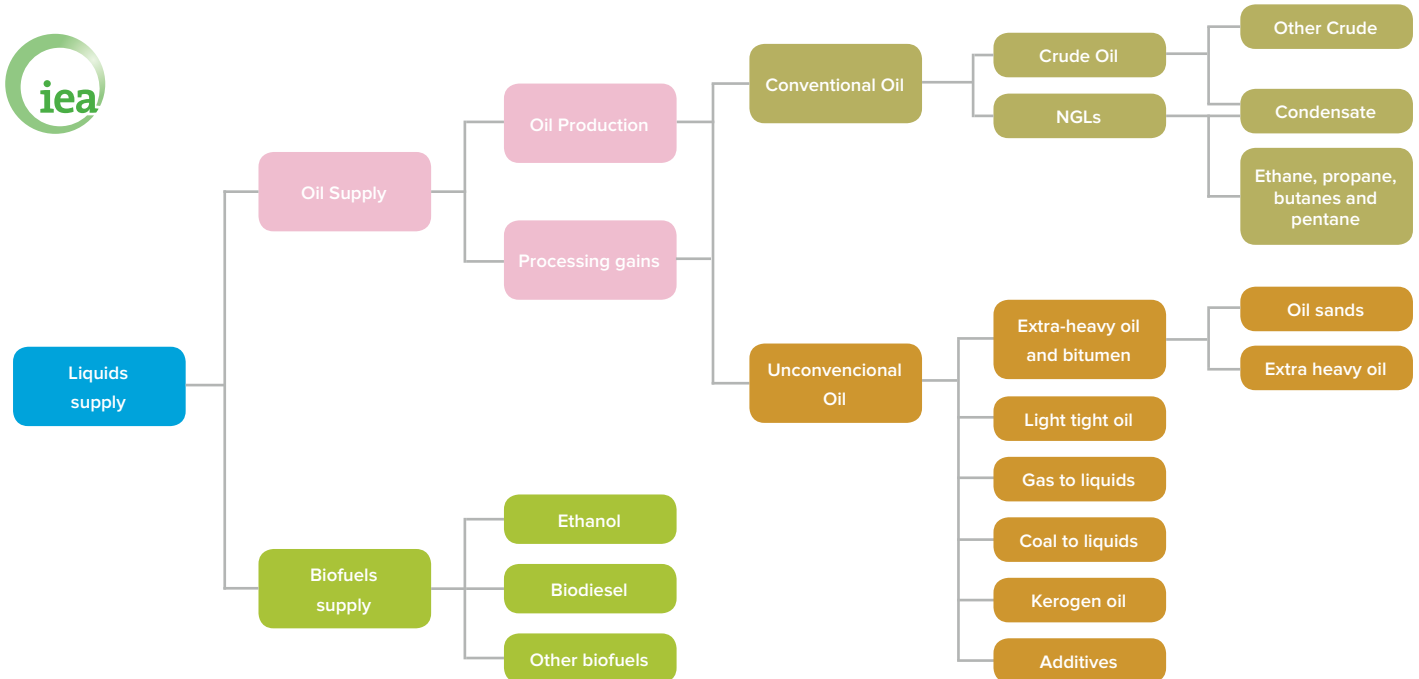 iea
Liquids
supply
Oil Supply
Biofuels
supply
Oil Production
Processing gains
Ethanol
Biodiesel
Other biofuels
Conventional Oil
Unconvencional
Oil
Crude Oil
NGLs
Extra-heavy oil
and bitumen
Light tight oil
Gas to liquids
Coal to liquids
Kerogen oil
Additives
Other Crude
Condensate
Ethane, propane,
butanes and
pentane
Oil sands
Extra heavy oil